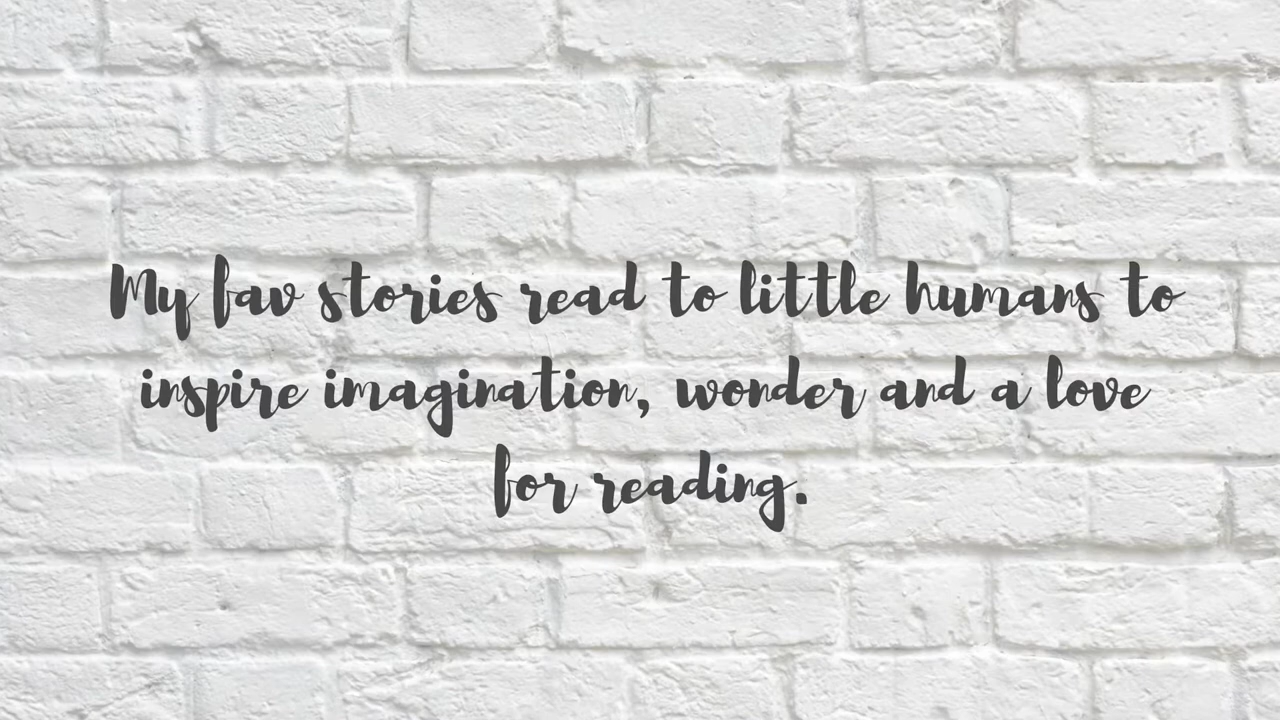 My fav stories read to little humans to
inspire imagination, wonder and a love
for reading.